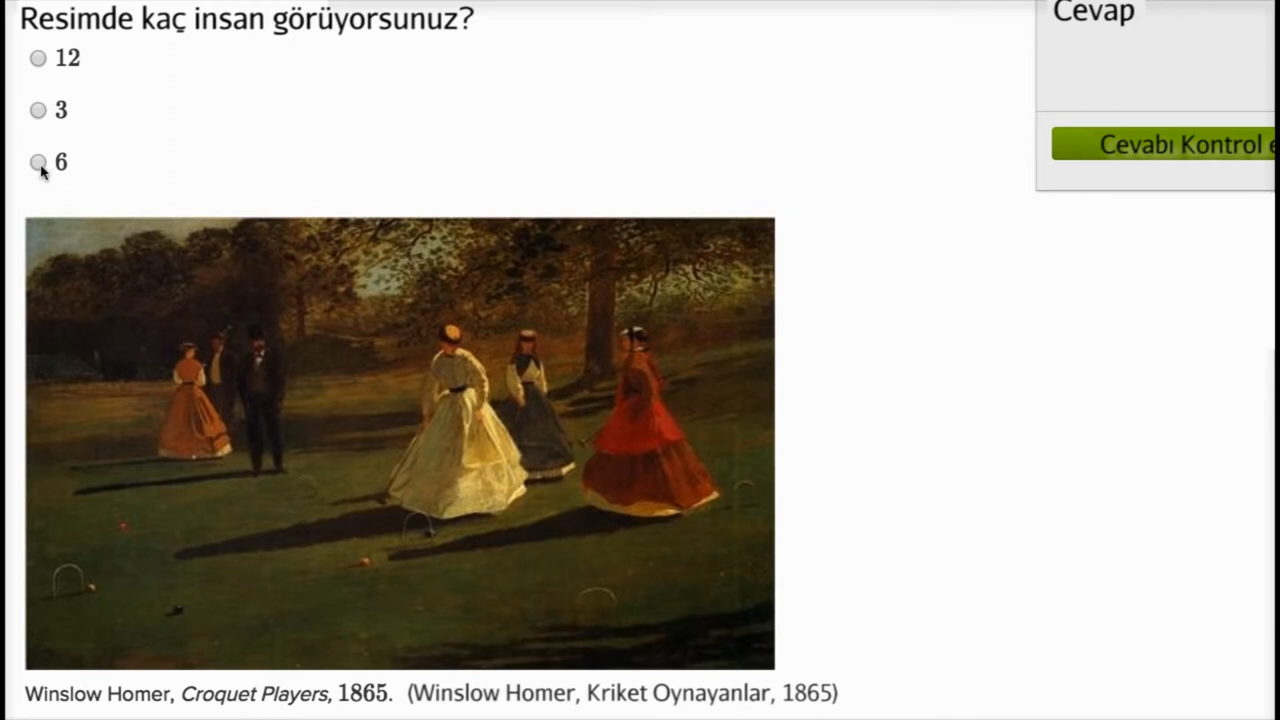 Resimde kaç insan görüyorsunuz?
12
3
6
Cevap
Cevabı Kontrol e
Winslow Homer, Croquet Players, 1865. (Winslow Homer, Kriket Oynayanlar, 1865)